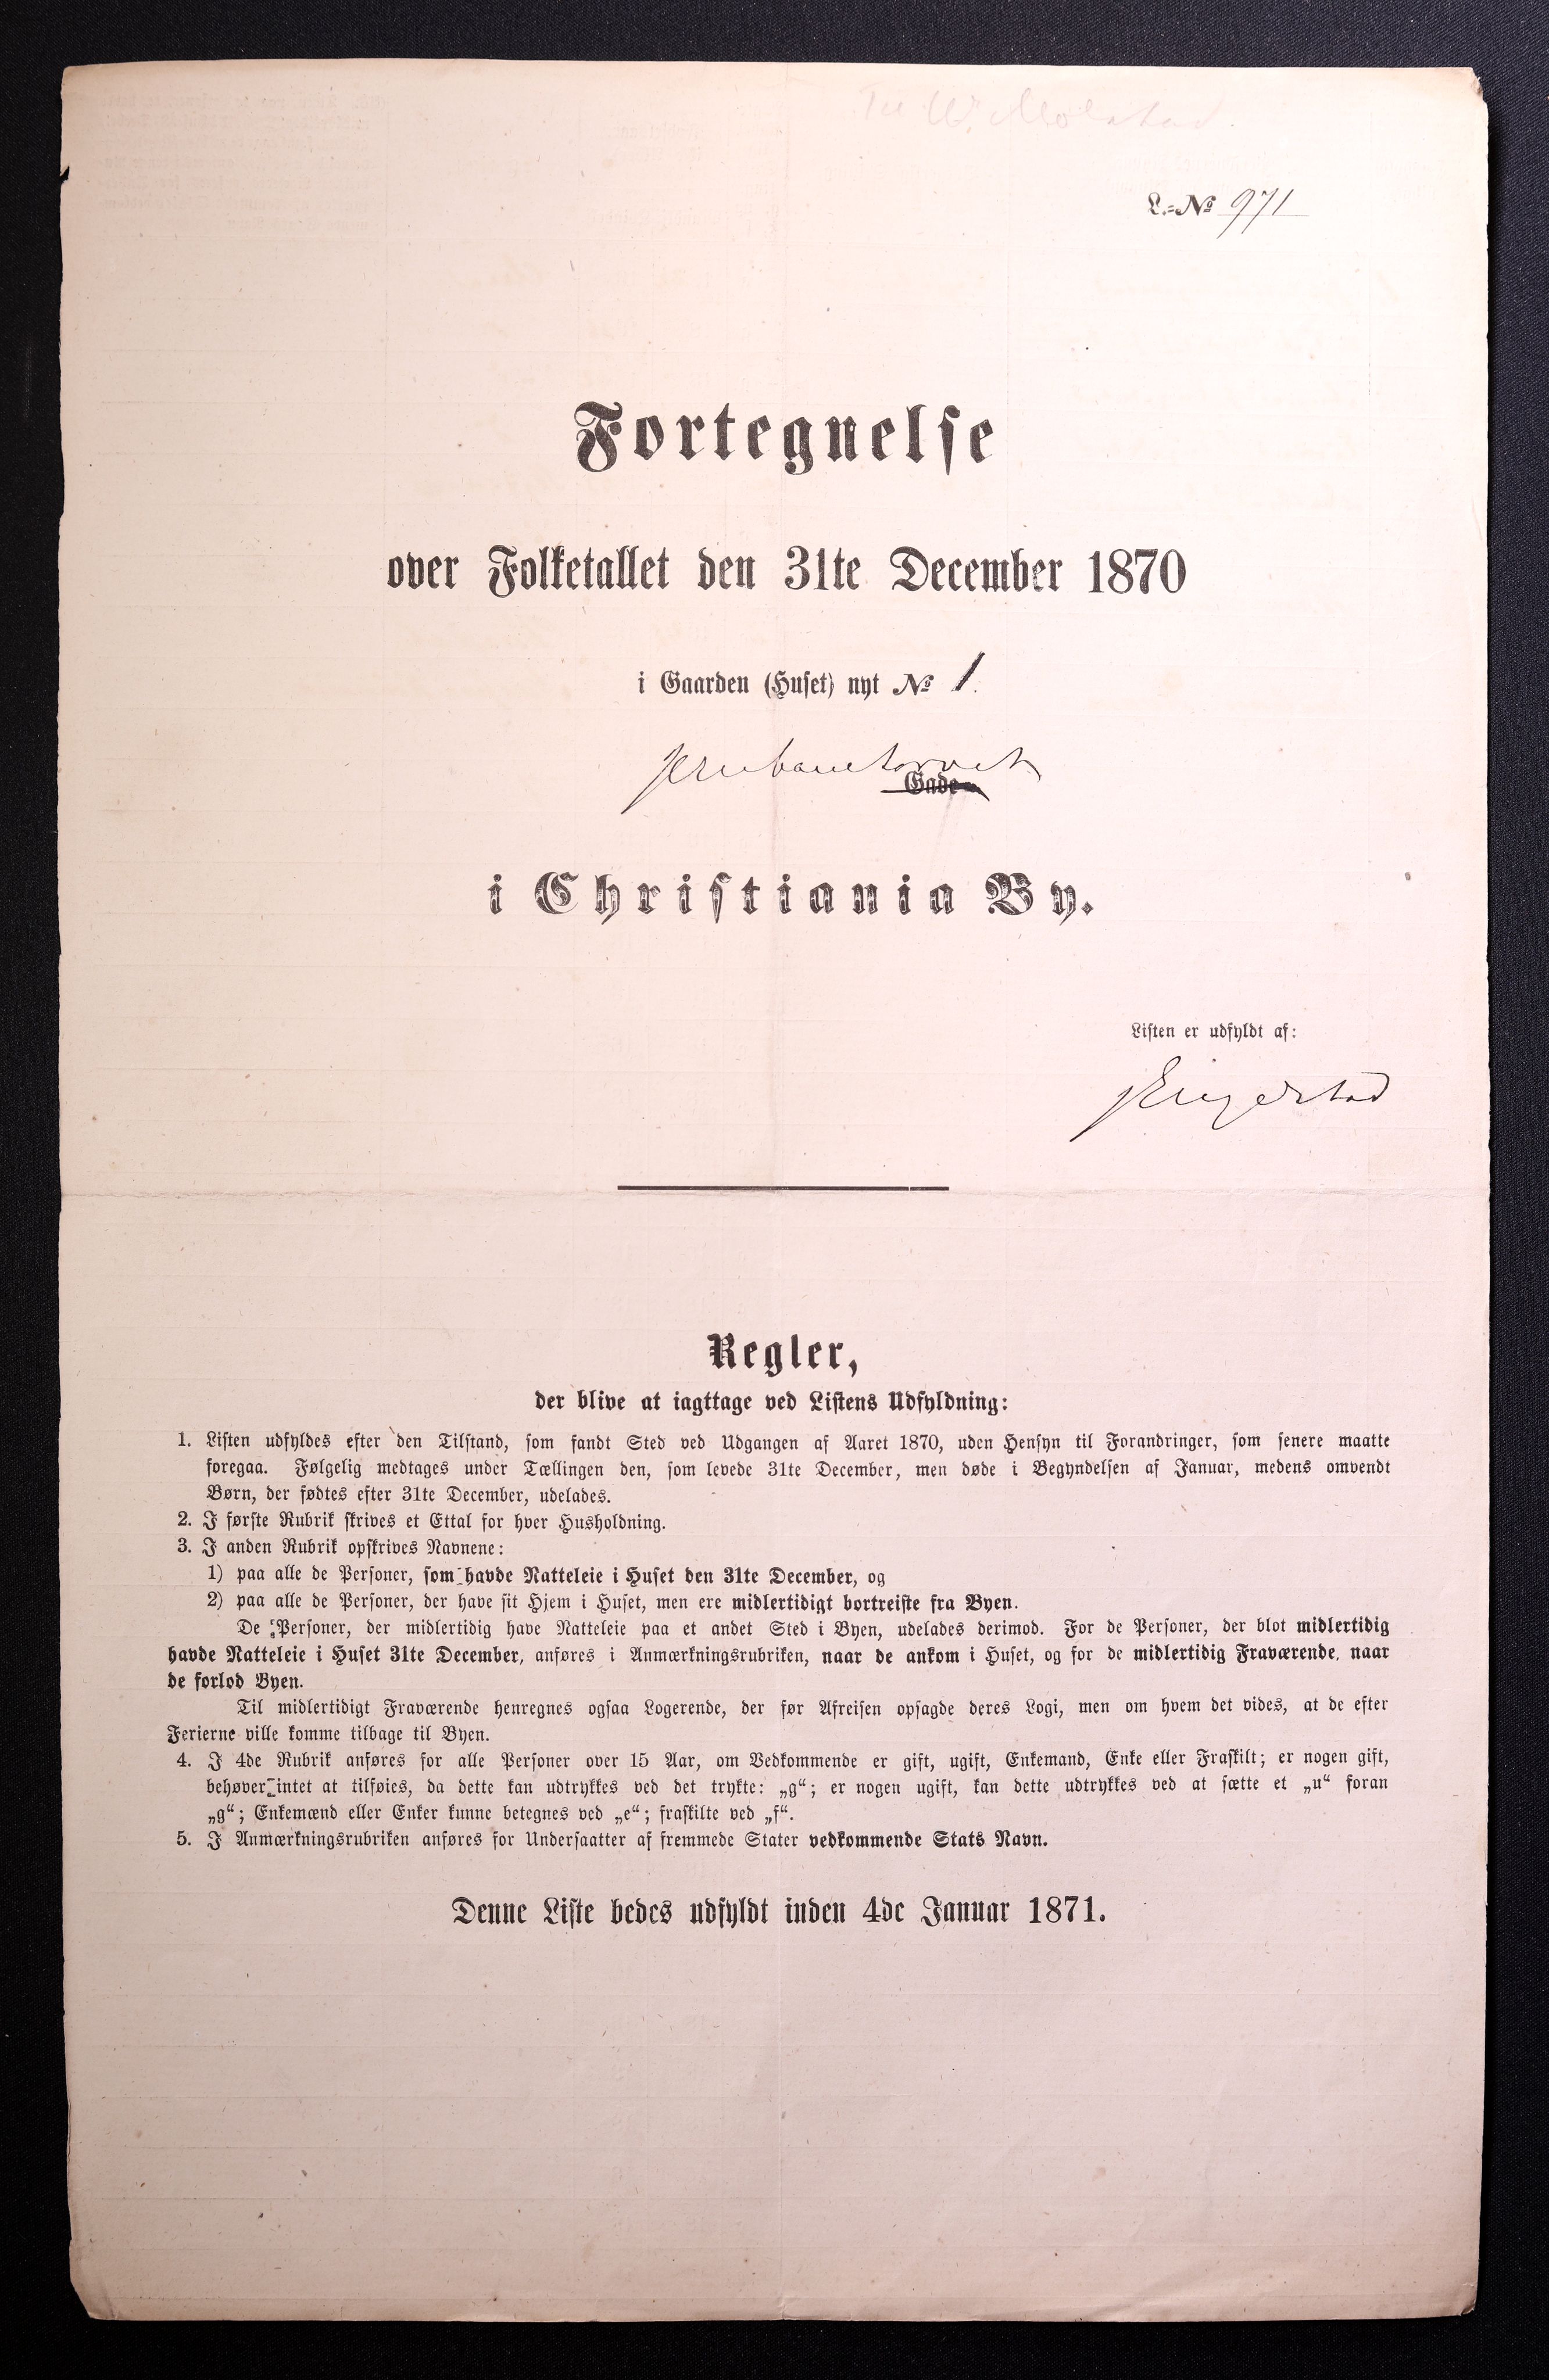 L.=№ 971
Fortegnelse
over Folketallet den 31te December 1870
i Gaarden (Huset) nyt № 1.
Jernbanetorvet
Gade
i Christiania By.
Listen er udfyldt af:
Regler,
der blive at iagttage ved Listens Udfyldning:
1. Listen udfyldes efter den Tilstand, som fandt Sted ved Udgangen af Aaret 1870, uden Hensyn til Forandringer, som senere maatte
foregaa. Følgelig medtages under Tællingen den, som levede 31te December, men døde i Begyndelsen af Januar, medens omvendt
Børn, der fødtes efter 31te December, udelades.
2. I første Rubrik skrives et Ettal for hver Husholdning.
3. I anden Rubrik opskrives Navnene:
1) paa alle de Personer, som havde Natteleie i Huset den 31te December, og
2) paa alle de Personer, der have sit Hjem i Huset, men ere midlertidigt bortreiste fra Byen.
De Personer, der midlertidig have Natteleie paa et andet Sted i Byen, udelades derimod. For de Personer, der blot midlertidig
havde Natteleie i Huset 31te December, anføres i Anmærkningsrubriken, naar de ankom i Huset, og for de midlertidig Fraværende, naar
de forlod Byen.
Til midlertidigt Fraværende henregnes ogsaa Logerende, der før Afreisen opsagde deres Logi, men om hvem det vides, at de efter
Ferierne ville komme tilbage til Byen.
4. I 4de Rubrik anføres for alle Personer over 15 Aar, om Vedkommende er gift, ugift, Enkemand, Enke eller Fraskilt; er nogen gift,
behøver intet at tilføies, da dette kan udtrykkes ved det trykte: „g“; er nogen ugift, kan dette udtrykkes ved at sætte et „u“ foran
„g“; Enkemænd eller Enker kunne betegnes ved „e“; fraskilte ved „f“.
5. I Anmærkningsrubriken anføres for Undersaatter af fremmede Stater vedkommende Stats Navn.
Denne Liste bedes udfyldt inden 4de Januar 1871.